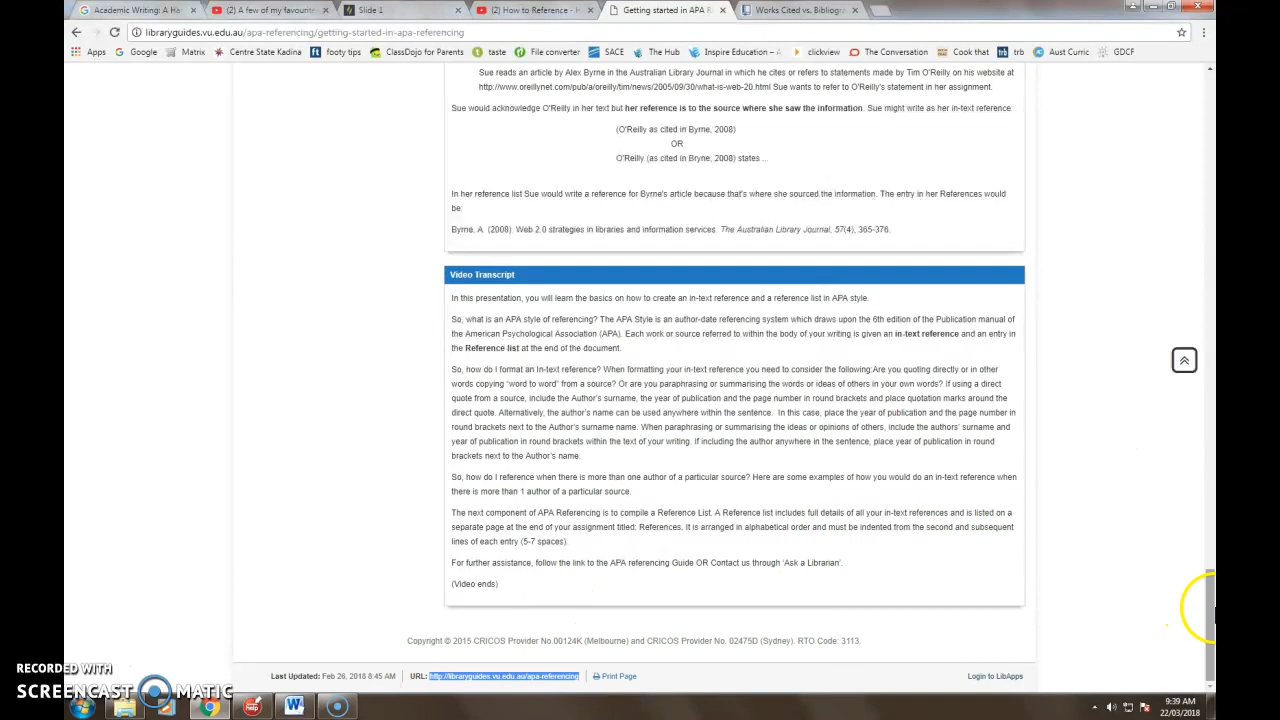 Academic Writing: A Ha
(2) A few of my favourite
Slide 1
(2) How to Reference - H
Getting started in APA R
Works Cited vs. Bibliogr
libraryguides.vu.edu.au/apa-referencing/getting-started-in-apa-referencing
Apps Google Matrix Centre State Kadina footy tips ClassDojo for Parents taste File converter SACE The Hub Inspire Education - A clickview The Conversation Cook that trb trb Aust Curric GDCF
Sue reads an article by Alex Byrne in the Australian Library Journal in which he cites or refers to statements made by Tim O'Reilly on his website at
http://www.oreillynet.com/pub/a/oreilly/tim/news/2005/09/30/what-is-web-20.html Sue wants to refer to O'Reilly's statement in her assignment.
Sue would acknowledge O'Reilly in her text but her reference is to the source where she saw the information. Sue might write as her in-text reference:
(O'Reilly as cited in Byrne, 2008)
OR
O'Reilly (as cited in Bryne, 2008) states ...
In her reference list Sue would write a reference for Byrne's article because that's where she sourced the information. The entry in her References would
be:
Byrne, A. (2008). Web 2.0 strategies in libraries and information services. The Australian Library Journal, 57(4), 365-376.
Video Transcript
In this presentation, you will learn the basics on how to create an in-text reference and a reference list in APA style.
So, what is an APA style of referencing? The APA Style is an author-date referencing system which draws upon the 6th edition of the Publication manual of
the American Psychological Association (APA). Each work or source referred to within the body of your writing is given an in-text reference and an entry in
the Reference list at the end of the document.
So, how do I format an In-text reference? When formatting your in-text reference you need to consider the following:Are you quoting directly or in other
words copying “word to word” from a source? Or are you paraphrasing or summarising the words or ideas of others in your own words? If using a direct
quote from a source, include the Author’s surname, the year of publication and the page number in round brackets and place quotation marks around the
direct quote. Alternatively, the author’s name can be used anywhere within the sentence. In this case, place the year of publication and the page number in
round brackets next to the Author’s surname name. When paraphrasing or summarising the ideas or opinions of others, include the authors’ surname and
year of publication in round brackets within the text of your writing. If including the author anywhere in the sentence, place year of publication in round
brackets next to the Author’s name.
So, how do I reference when there is more than one author of a particular source? Here are some examples of how you would do an in-text reference when
there is more than 1 author of a particular source.
The next component of APA Referencing is to compile a Reference List. A Reference list includes full details of all your in-text references and is listed on a
separate page at the end of your assignment titled: References. It is arranged in alphabetical order and must be indented from the second and subsequent
lines of each entry (5-7 spaces).
For further assistance, follow the link to the APA referencing Guide OR Contact us through ‘Ask a Librarian’.
(Video ends)
Copyright © 2015 CRICOS Provider No.00124K (Melbourne) and CRICOS Provider No. 02475D (Sydney). RTO Code: 3113.
Last Updated: Feb 26, 2018 8:45 AM URL: http://libraryguides.vu.edu.au/apa-referencing Print Page Login to LibApps
RECORDED WITH
SCREENCAST MATIC
9:39 AM
22/03/2018